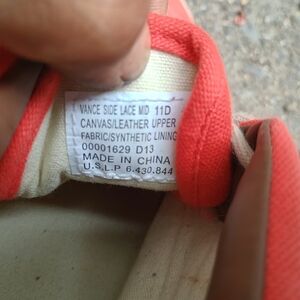 VANCE SIDE LACE MID 11D
CANVAS/LEATHER UPPER
FABRIC/SYNTHETIC LINING
00001629 D13
MADE IN CHINA
U.S.L.P 6.430.844